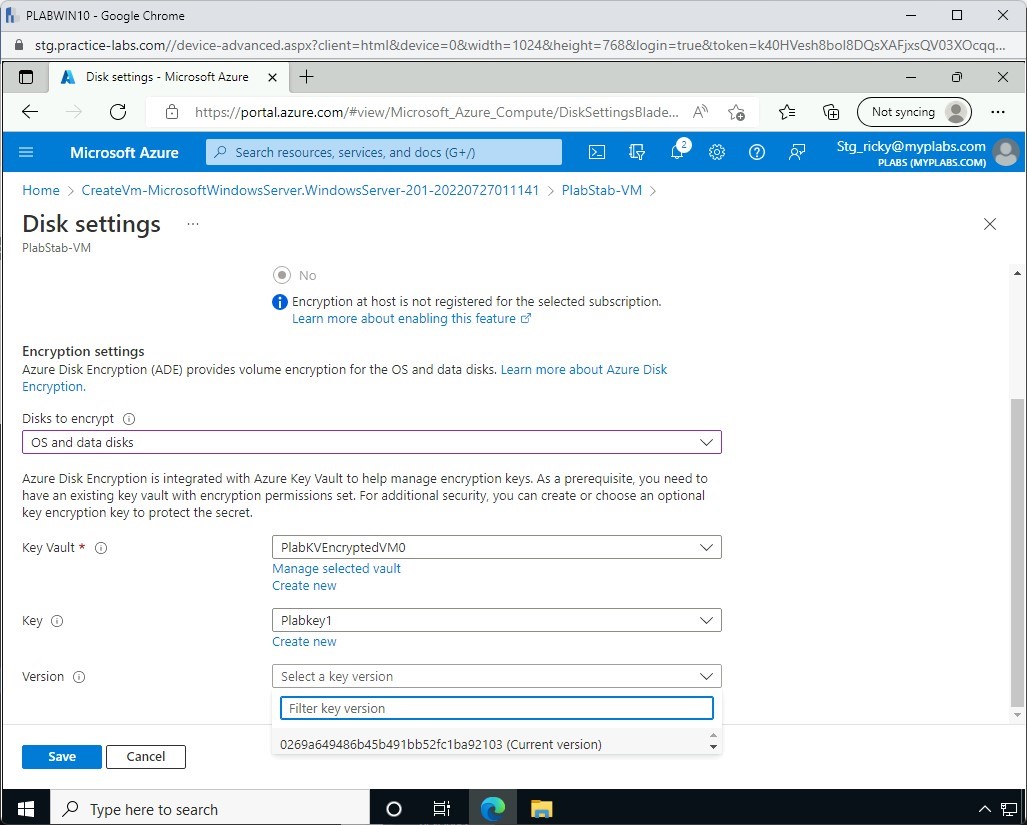 PLABWIN10 - Google Chrome
stg.practice-labs.com//device-advanced.aspx?client=html&device=0&width=1024&height=768&login=true&token=k40HVesh8bol8DQsXAFjxsQV03XOcqq...
Disk settings - Microsoft Azure
https://portal.azure.com/#view/Microsoft_Azure_Compute/DiskSettingsBlade...
Not syncing
Microsoft Azure
Search resources, services, and docs (G+/)
2
Stg_ricky@myplabs.com
PLABS (MYPLABS.COM)
Home > CreateVm-MicrosoftWindowsServer.WindowsServer-201-20220727011141 > PlabStab-VM >
Disk settings ...
PlabStab-VM
No
Encryption at host is not registered for the selected subscription.
Learn more about enabling this feature
Encryption settings
Azure Disk Encryption (ADE) provides volume encryption for the OS and data disks. Learn more about Azure Disk
Encryption.
Disks to encrypt
OS and data disks
Azure Disk Encryption is integrated with Azure Key Vault to help manage encryption keys. As a prerequisite, you need to
have an existing key vault with encryption permissions set. For additional security, you can create or choose an optional
key encryption key to protect the secret.
Key Vault *
PlabKVEncryptedVM0
Manage selected vault
Create new
Key
Plabkey1
Create new
Version
Select a key version
Filter key version
0269a649486b45b491bb52fc1ba92103 (Current version)
Save
Cancel
Type here to search